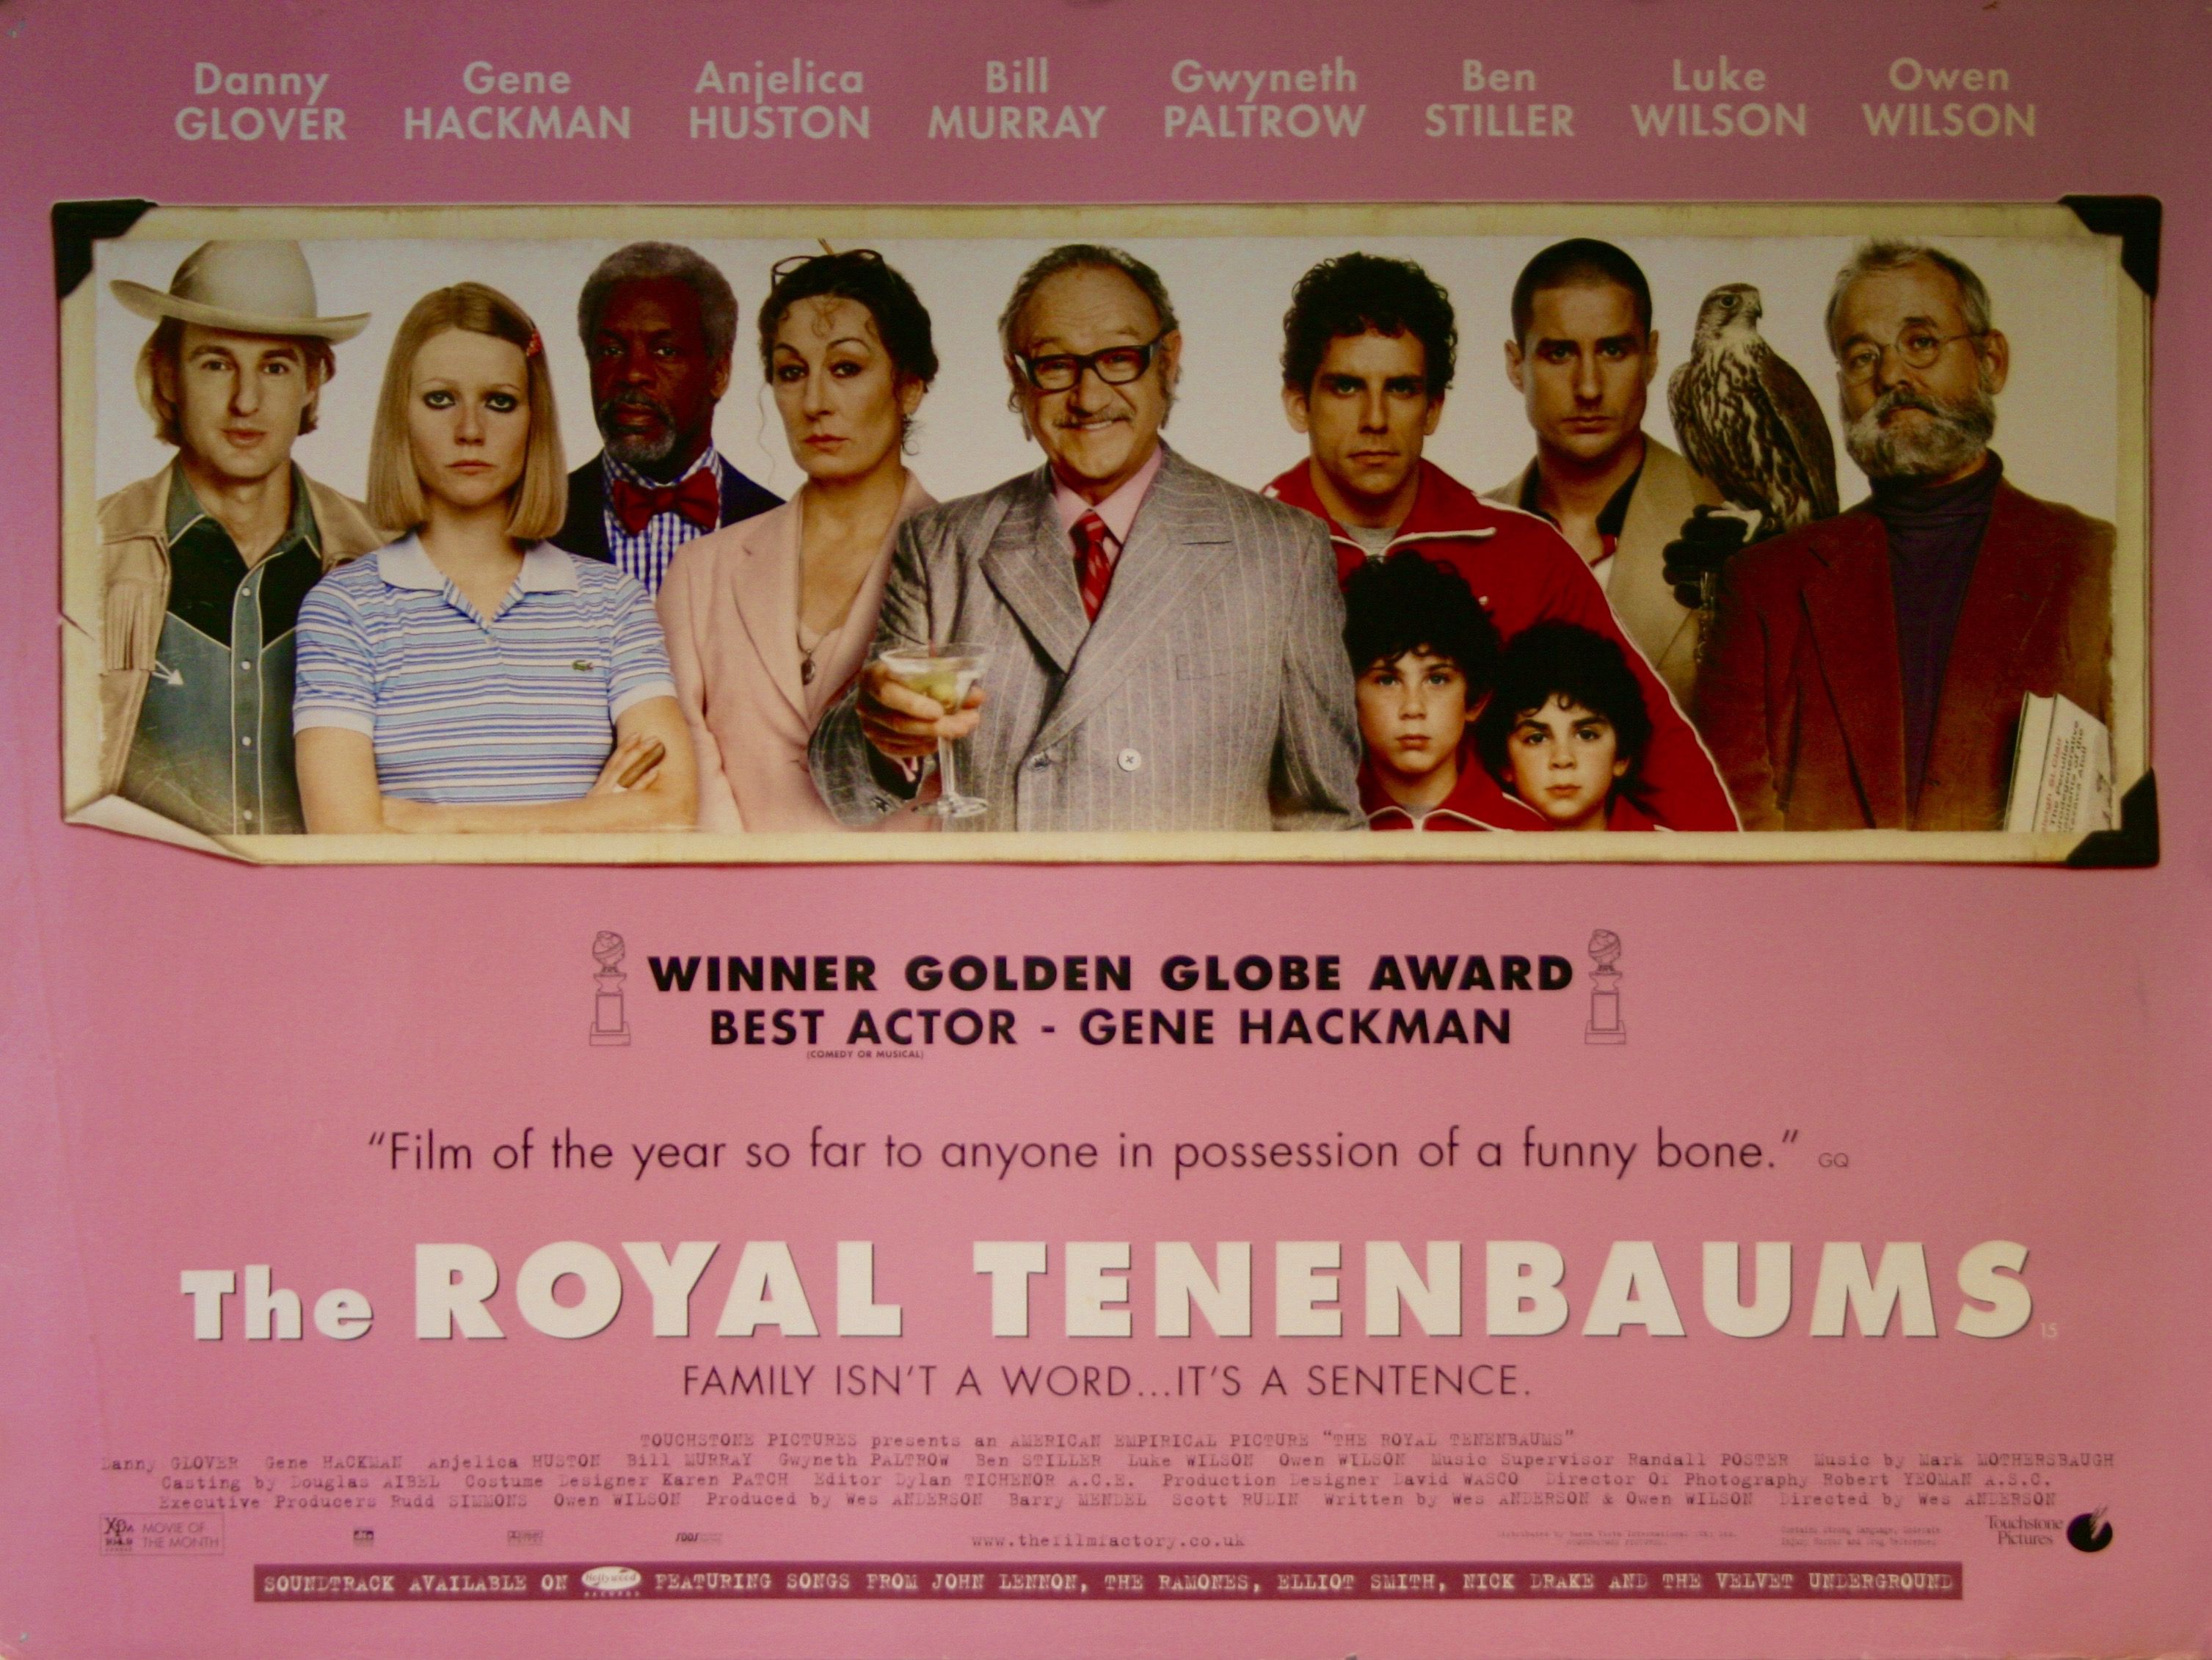 Danny GLOVER Gene HACKMAN Anjelica HUSTON Bill MURRAY Gwyneth PALTROW Ben STILLER Luke WILSON Owen WILSON
WINNER GOLDEN GLOBE AWARD
BEST ACTOR - GENE HACKMAN
(COMEDY OR MUSICAL)
"Film of the year so far to anyone in possession of a funny bone." GQ
The ROYAL TENENBAUMS 15
FAMILY ISN'T A WORD...IT'S A SENTENCE.
TOUCHSTONE PICTURES presents an AMERICAN EMPIRICAL PICTURE "THE ROYAL TENENBAUMS"
Danny GLOVER Gene HACKMAN Anjelica HUSTON Bill MURRAY Gwyneth PALTROW Ben STILLER Luke WILSON Owen WILSON Music Supervisor Randall POSTER Music by Mark MOTHERSBAUGH
Casting by Douglas AIBEL Costume Designer Karen PATCH Editor Dylan TICHENOR A.C.E. Production Designer David WASCO Director Of Photography Robert YEOMAN A.S.C.
Executive Producers Rudd SIMMONS Owen WILSON Produced by Wes ANDERSON Barry MENDEL Scott RUDIN Written by Wes ANDERSON & Owen WILSON Directed by Wes ANDERSON
Xfm 104.9 MOVIE OF THE MONTH
www.thefilmfactory.co.uk
Touchstone Pictures
SOUNDTRACK AVAILABLE ON Hollywood RECORDS FEATURING SONGS FROM JOHN LENNON, THE RAMONES, ELLIOT SMITH, NICK DRAKE AND THE VELVET UNDERGROUND